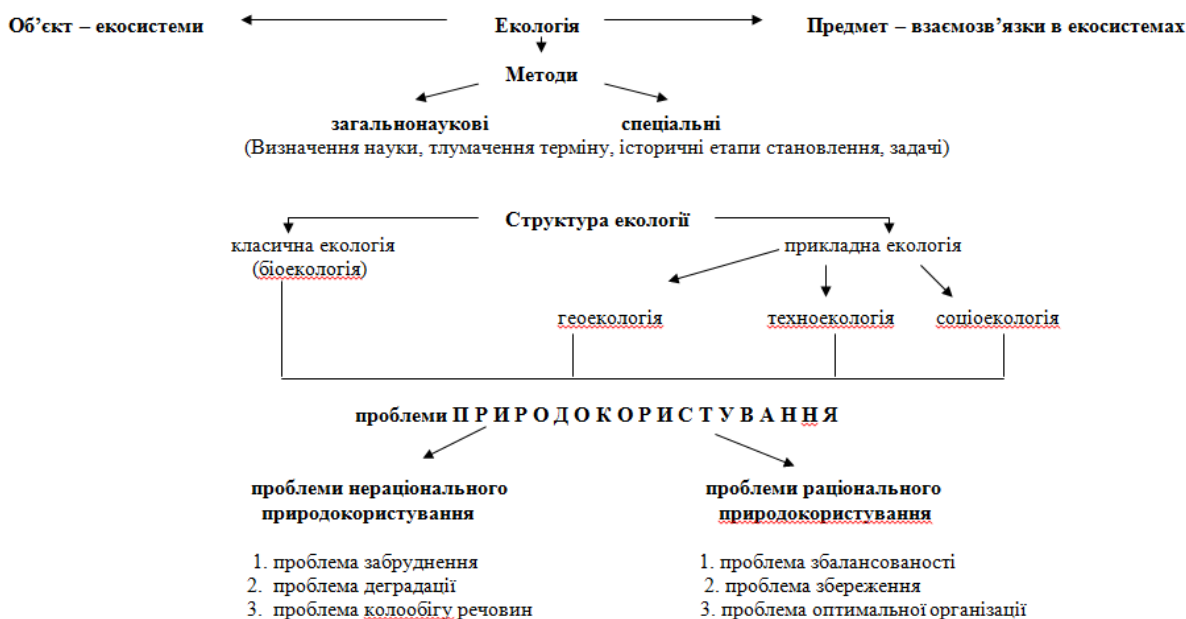 Об’єкт – екосистеми Екологія Предмет – взаємозв’язки в екосистемах
Методи
загальнонаукові спеціальні
(Визначення науки, тлумачення терміну, історичні етапи становлення, задачі)
Структура екології
класична екологія прикладна екологія
(біоекологія)
геоекологія техноекологія соціоекологія
проблеми П Р И Р О Д О К О Р И С Т У В А Н Н Я
проблеми нераціонального проблеми раціонального
природокористування природокористування
1. проблема забруднення 1. проблема збалансованості
2. проблема деградації 2. проблема збереження
3. проблема колообігу речовин 3. проблема оптимальної організації